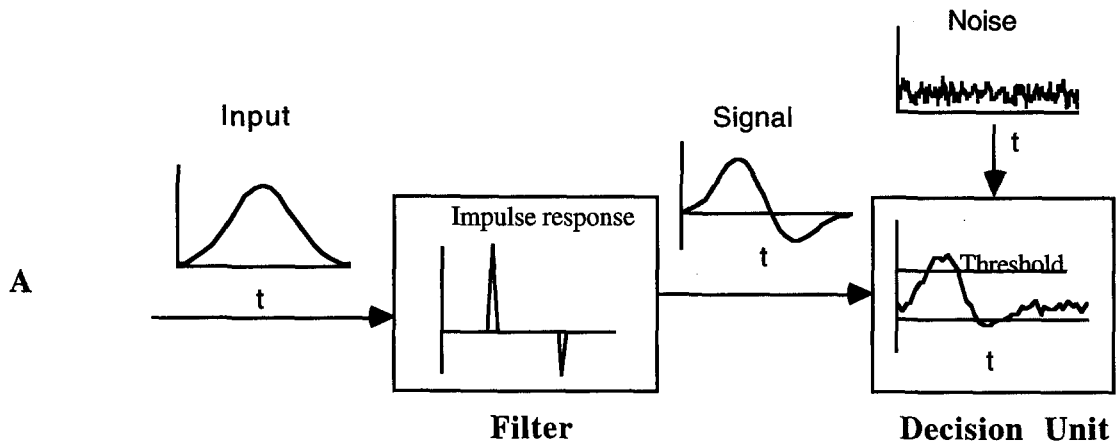 Noise
t
Input
t
Signal
t
Impulse response
Threshold
t
A
Filter
Decision Unit